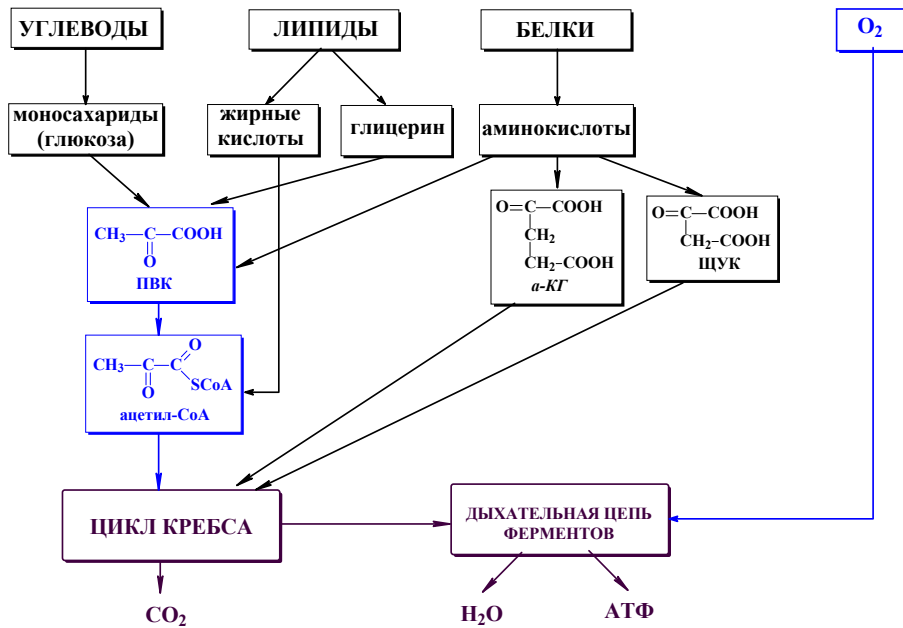 УГЛЕВОДЫ
ЛИПИДЫ
БЕЛКИ
O₂
моносахариды
(глюкоза)
жирные
кислоты
глицерин
аминокислоты
CH₃—C—COOH
O
ПВК
O=C—COOH
CH₂
CH₂–COOH
α-КГ
O=C—COOH
CH₂–COOH
ЩУК
O
CH₃—C—C
O
SCoA
ацетил-СоА
ЦИКЛ КРЕБСА
ДЫХАТЕЛЬНАЯ ЦЕПЬ
ФЕРМЕНТОВ
CO₂
H₂O
АТФ